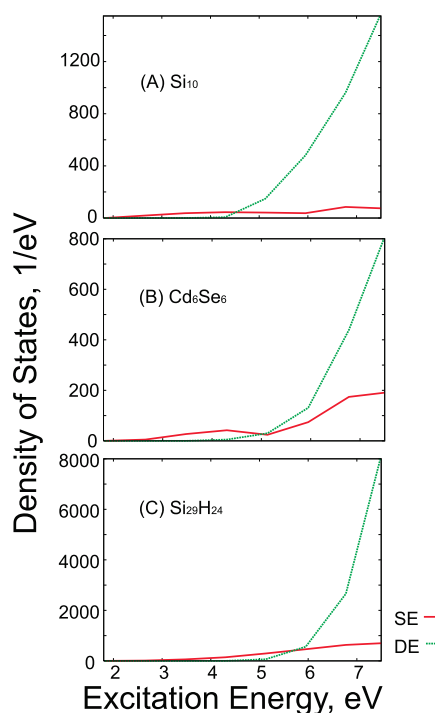 Density of States, 1/eV
1200
800
400
0
(A) Si₁₀
800
600
400
200
0
(B) Cd₆Se₆
8000
6000
4000
2000
0
(C) Si₂₉H₂₄
2 3 4 5 6 7
Excitation Energy, eV
SE
DE